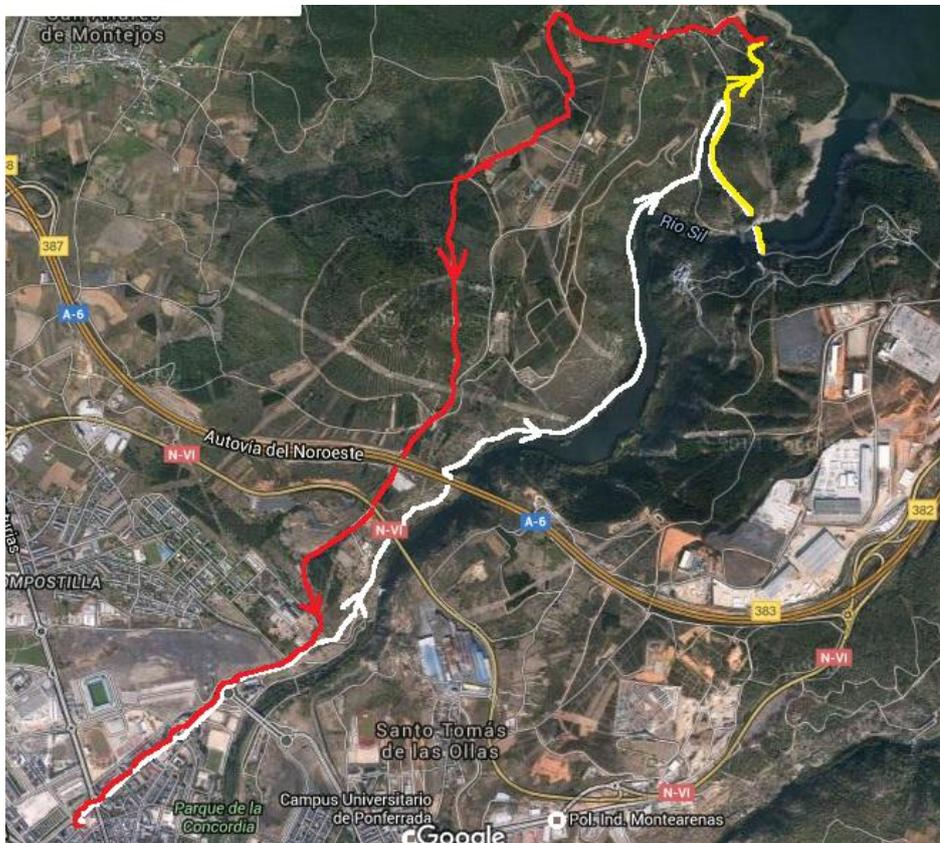 San Andrés
de Montejos
387
A-6
Río Sil
Autovía del Noroeste
N-VI
N-VI
A-6
382
383
N-VI
OMPOSTILLA
Santo Tomás
de las Ollas
N-VI
Parque de la
Concordia
Campus Universitario
de Ponferrada
Pol. Ind. Montearenas
Google